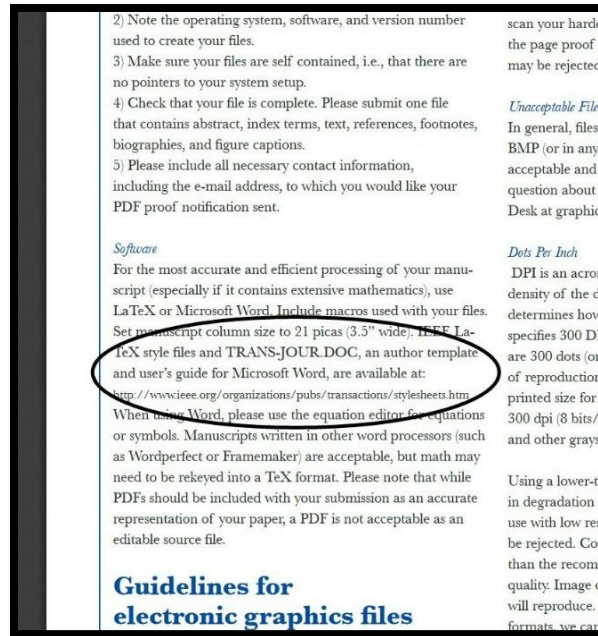 2) Note the operating system, software, and version number
used to create your files.
3) Make sure your files are self contained, i.e., that there are
no pointers to your system setup.
4) Check that your file is complete. Please submit one file
that contains abstract, index terms, text, references, footnotes,
biographies, and figure captions.
5) Please include all necessary contact information,
including the e-mail address, to which you would like your
PDF proof notification sent.
Software
For the most accurate and efficient processing of your manu-
script (especially if it contains extensive mathematics), use
LaTeX or Microsoft Word. Include macros used with your files.
Set manuscript column size to 21 picas (3.5” wide). IEEE La-
TeX style files and TRANS-JOUR.DOC, an author template
and user’s guide for Microsoft Word, are available at:
http://www.ieee.org/organizations/pubs/transactions/stylesheets.htm
When using Word, please use the equation editor for equations
or symbols. Manuscripts written in other word processors (such
as Wordperfect or Framemaker) are acceptable, but math may
need to be rekeyed into a TeX format. Please note that while
PDFs should be included with your submission as an accurate
representation of your paper, a PDF is not acceptable as an
editable source file.
Guidelines for
electronic graphics files
scan your
the page proof
may be
Unacceptable
In general, files
BMP (or in any
acceptable and
question about
Desk at
Dots Per Inch
DPI is an
density of the
determines how
specifies 300
are 300 dots
of
printed size for
300 dpi (8
and other
Using a
in degradation
use with low
be rejected.
than the
quality. Image
will reproduce.
formats, we